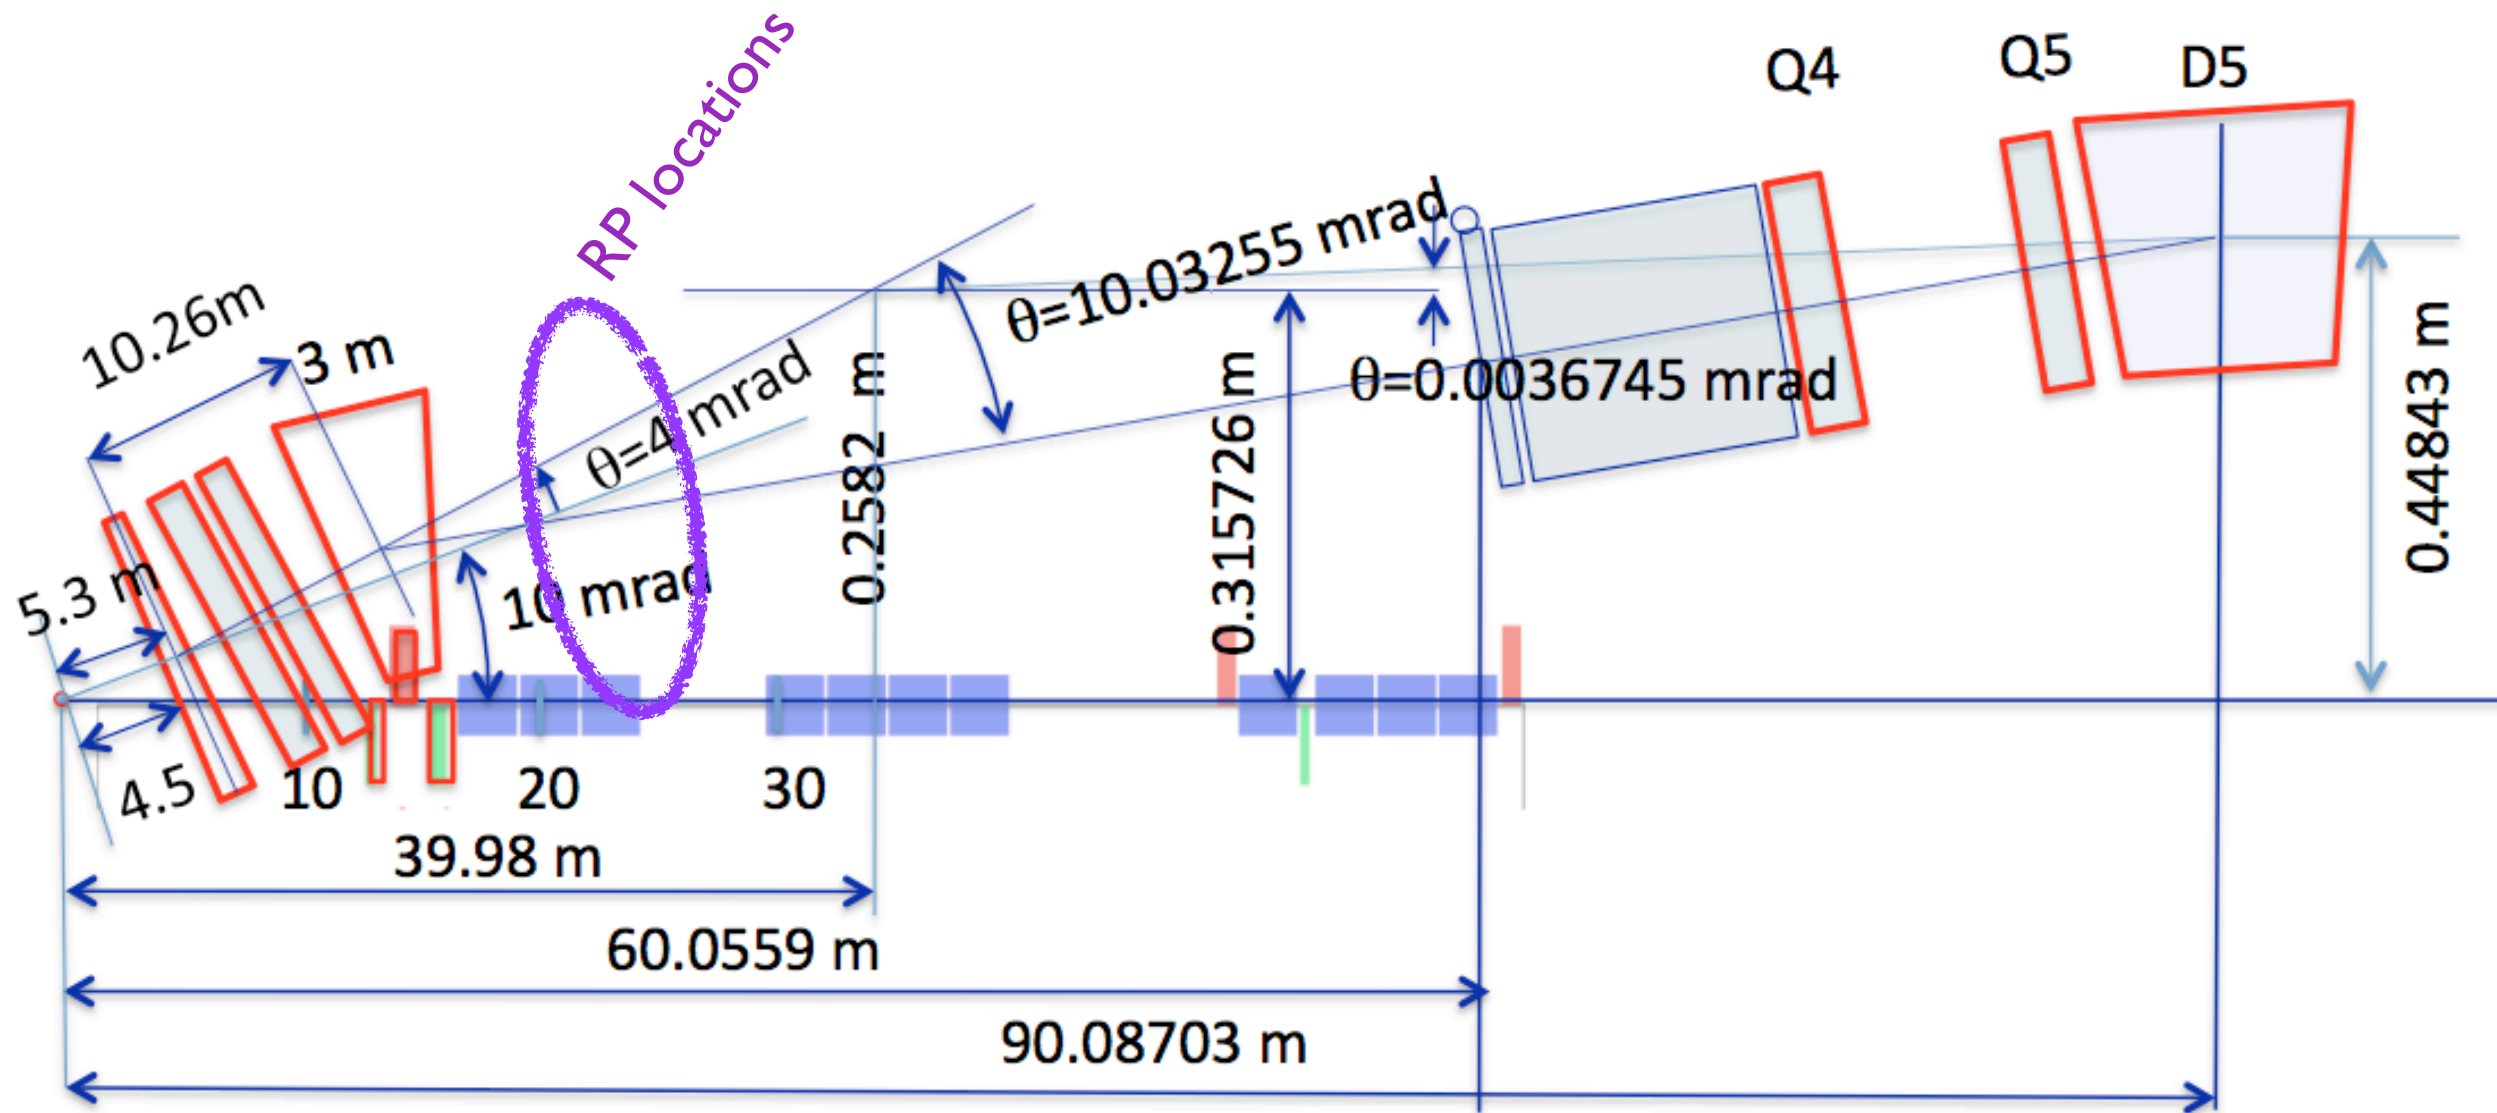 RP locations
Q4
Q5
D5
10.26m
3 m
θ=10.03255 mrad
θ=4 mrad
θ=0.0036745 mrad
0.2582 m
0.315726 m
0.44843 m
5.3 m
10 mrad
4.5
10
20
30
39.98 m
60.0559 m
90.08703 m